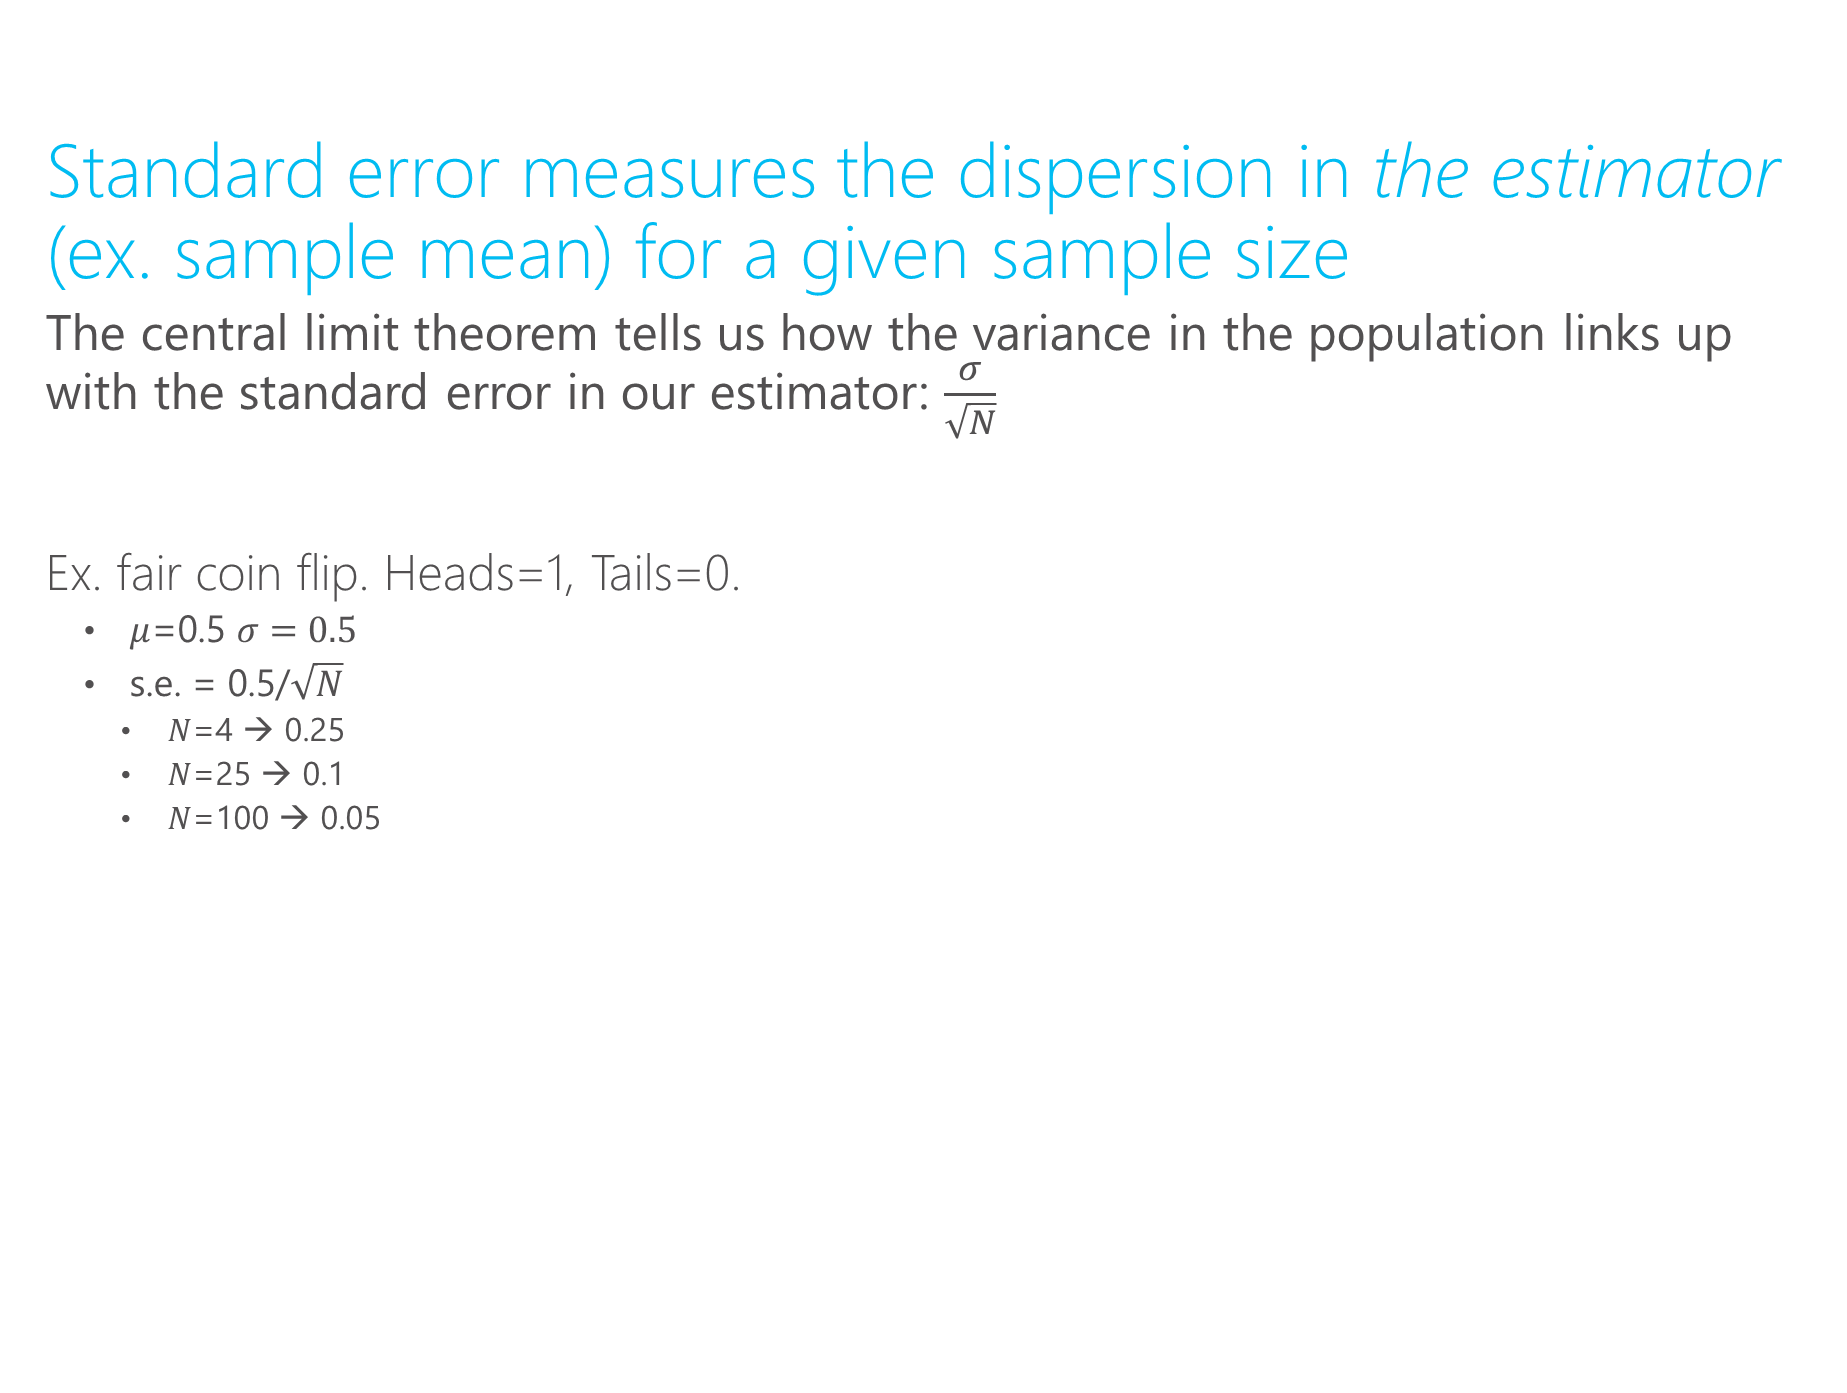 Standard error measures the dispersion in the estimator
(ex. sample mean) for a given sample size
The central limit theorem tells us how the variance in the population links up
with the standard error in our estimator: σ/√N
Ex. fair coin flip. Heads=1, Tails=0.
• μ=0.5 σ = 0.5
• s.e. = 0.5/√N
• N=4 → 0.25
• N=25 → 0.1
• N=100 → 0.05